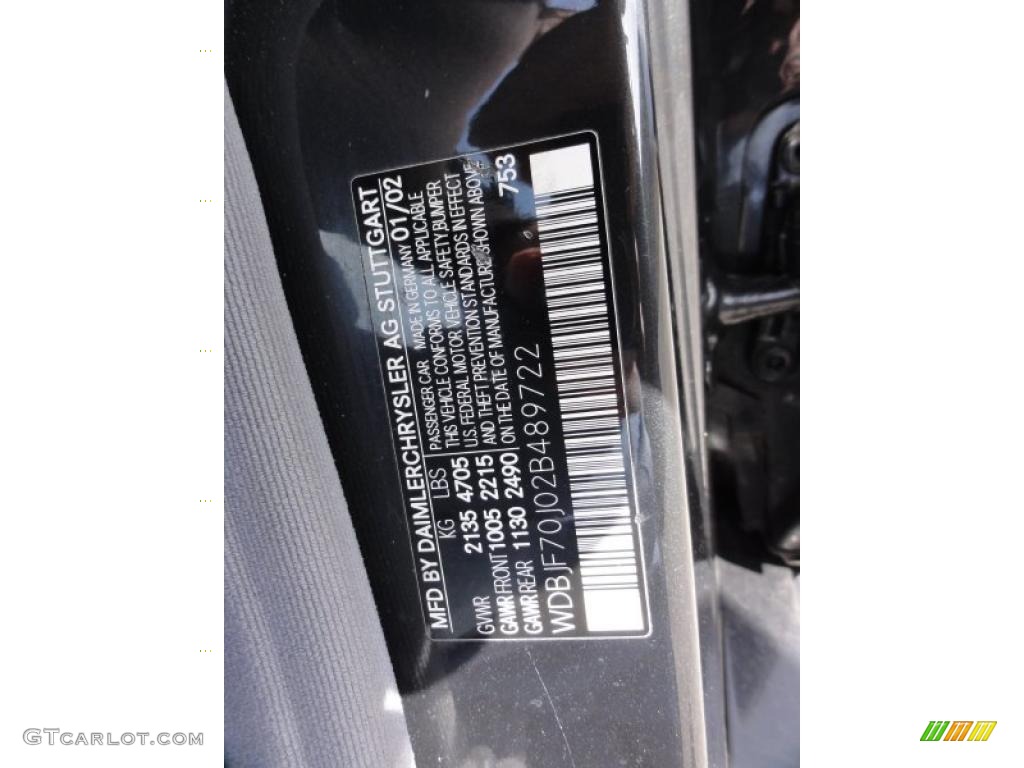 MFD BY DAIMLERCHRYSLER AG STUTTGART
PASSENGER CAR MADE IN GERMANY 01/02
KG LBS THIS VEHICLE CONFORMS TO ALL APPLICABLE
U.S. FEDERAL MOTOR VEHICLE SAFETY BUMPER
GVWR 2135 4705 AND THEFT PREVENTION STANDARDS IN EFFECT
GAWR FRONT 1005 2215 ON THE DATE OF MANUFACTURE SHOWN ABOVE
GAWR REAR 1130 2490 753
WDBJF70J02B489722
GTCARLOT.COM